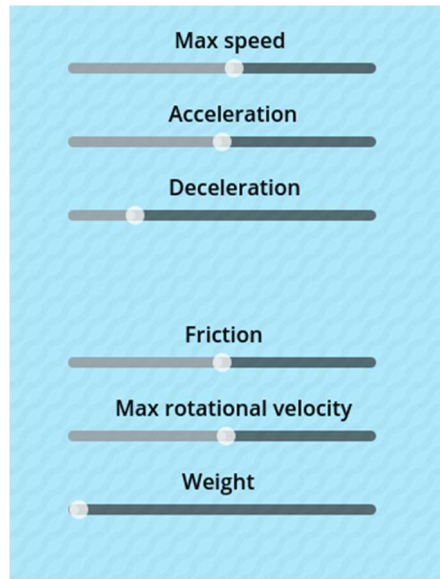 Max speed
Acceleration
Deceleration
Friction
Max rotational velocity
Weight